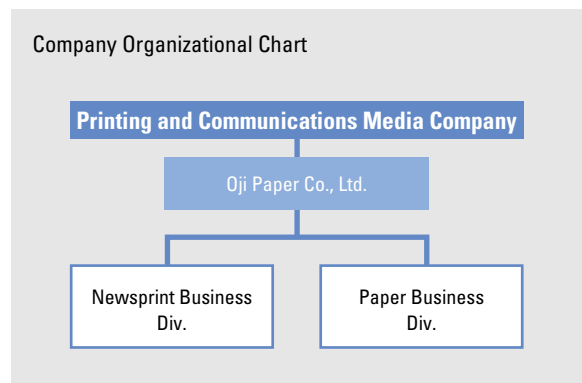 Company Organizational Chart
Printing and Communications Media Company
Oji Paper Co., Ltd.
Newsprint Business
Div.
Paper Business
Div.